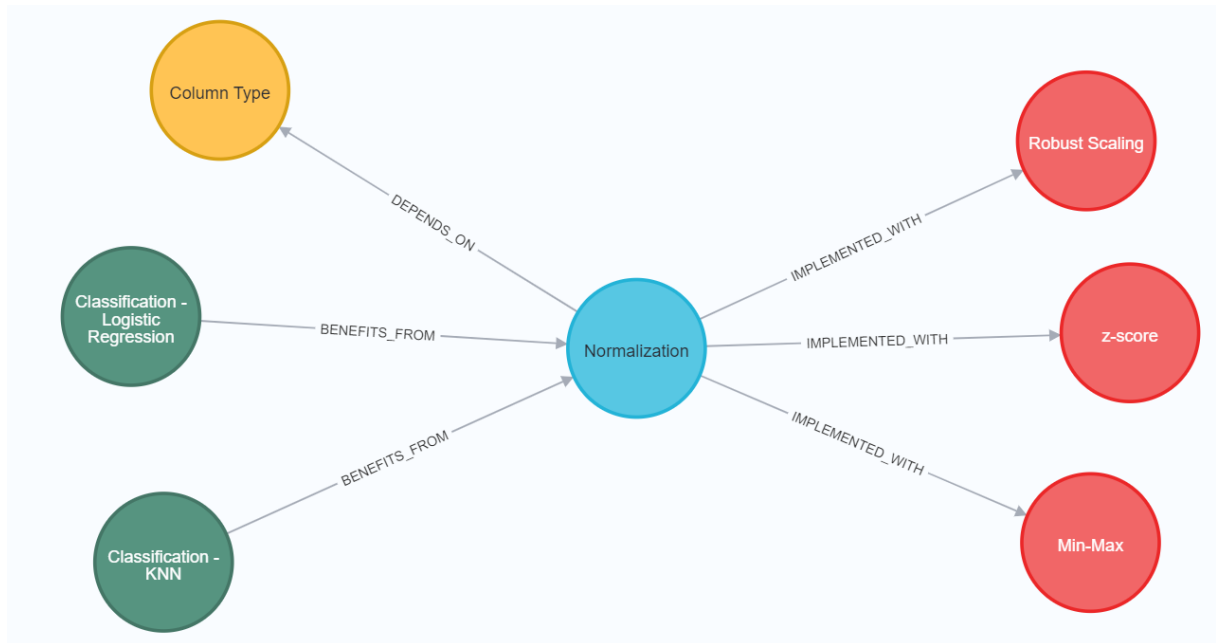 Column Type
Robust Scaling
DEPENDS_ON
IMPLEMENTED_WITH
Classification -
Logistic
Regression
BENEFITS_FROM
Normalization
IMPLEMENTED_WITH
z-score
BENEFITS_FROM
IMPLEMENTED_WITH
Classification -
KNN
Min-Max